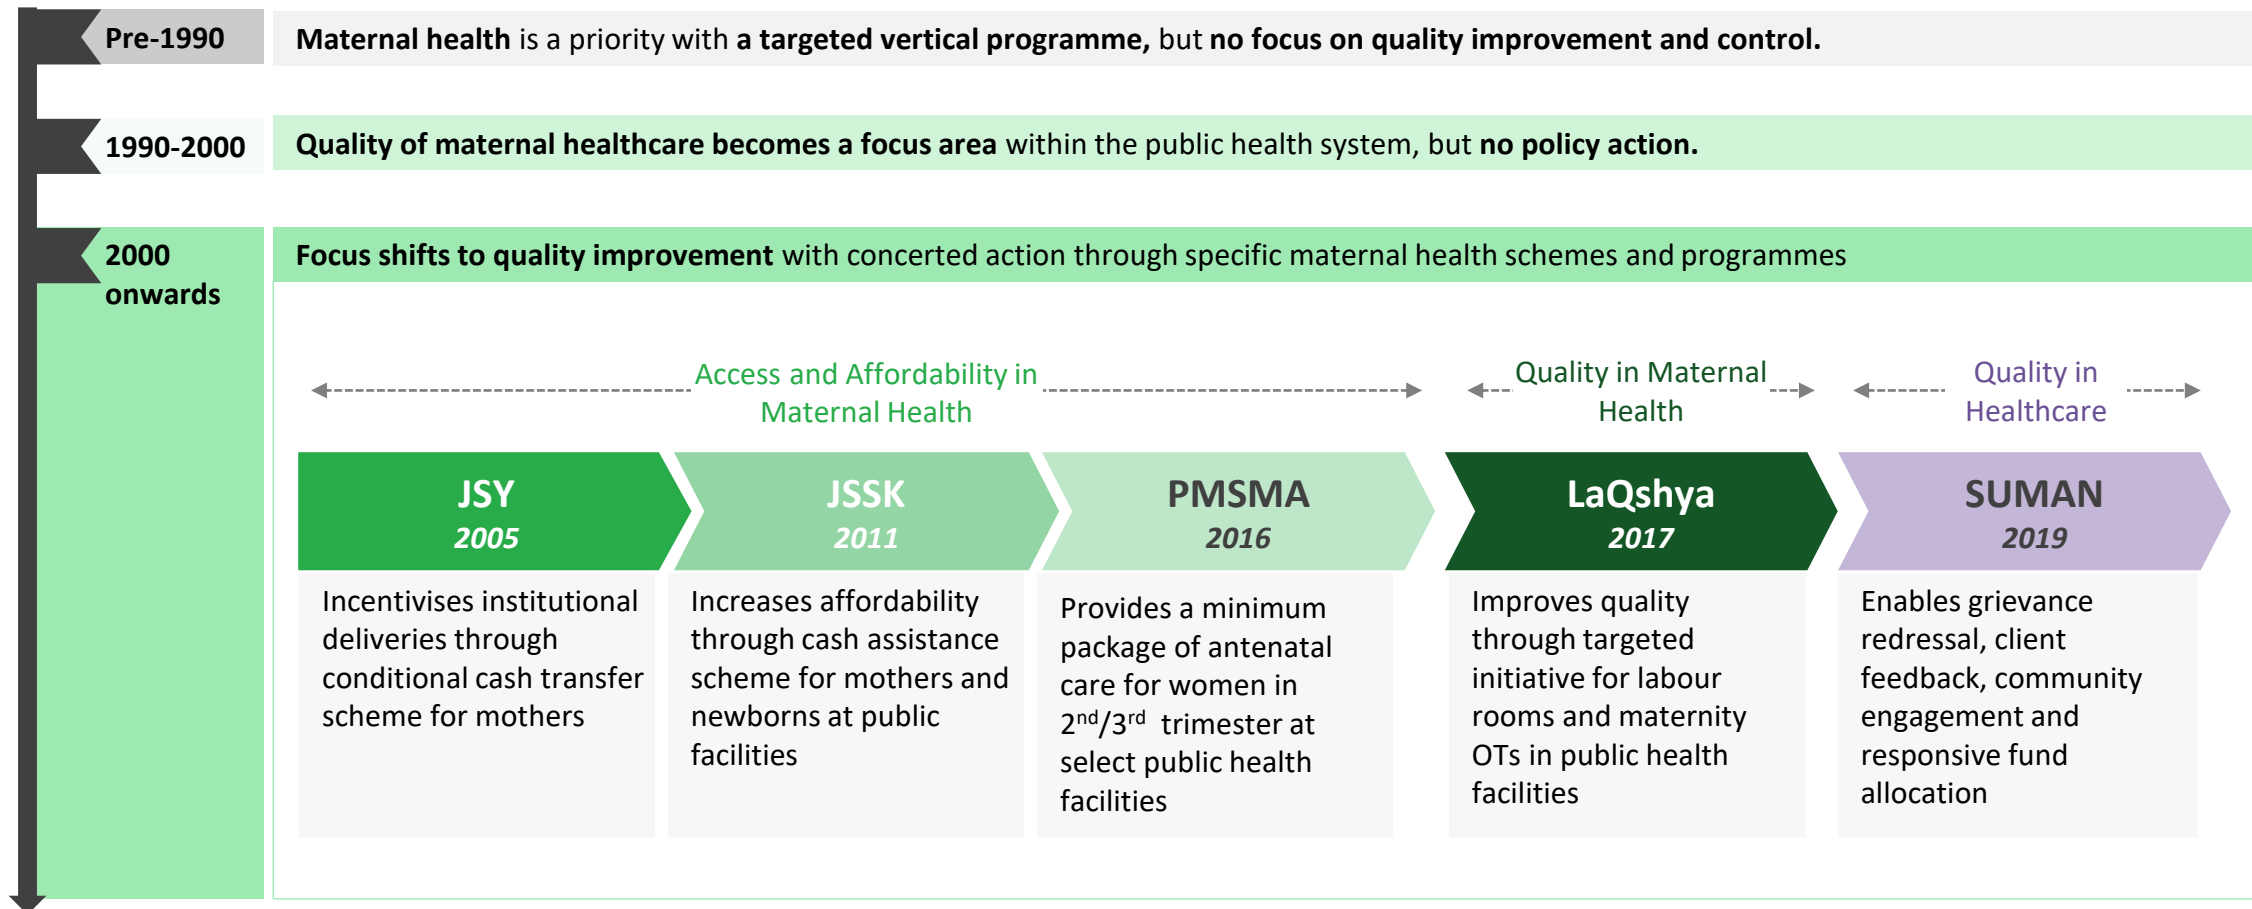 Pre-1990
Maternal health is a priority with a targeted vertical programme, but no focus on quality improvement and control.
1990-2000
Quality of maternal healthcare becomes a focus area within the public health system, but no policy action.
2000
onwards
Focus shifts to quality improvement with concerted action through specific maternal health schemes and programmes
Access and Affordability in
Maternal Health
Quality in Maternal
Health
Quality in
Healthcare
JSY
2005
JSSK
2011
PMSMA
2016
LaQshya
2017
SUMAN
2019
Incentivises institutional
deliveries through
conditional cash transfer
scheme for mothers
Increases affordability
through cash assistance
scheme for mothers and
newborns at public
facilities
Provides a minimum
package of antenatal
care for women in
2nd/3rd trimester at
select public health
facilities
Improves quality
through targeted
initiative for labour
rooms and maternity
OTs in public health
facilities
Enables grievance
redressal, client
feedback, community
engagement and
responsive fund
allocation